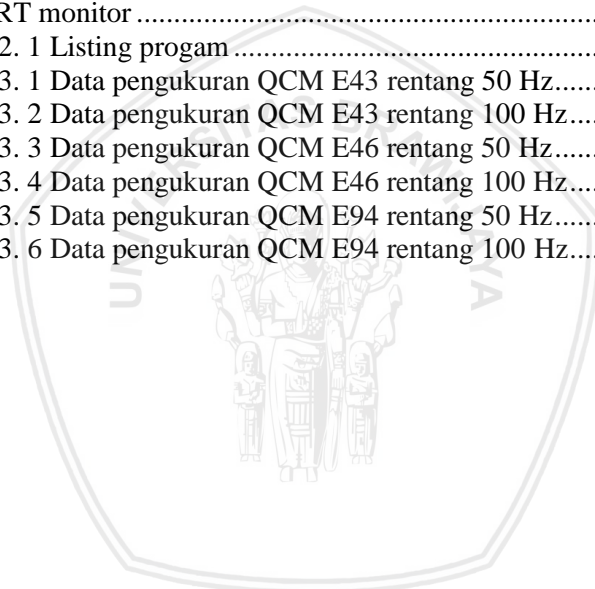 RT monitor ........................................................................
2. 1 Listing progam ......................................................
3. 1 Data pengukuran QCM E43 rentang 50 Hz......
3. 2 Data pengukuran QCM E43 rentang 100 Hz....
3. 3 Data pengukuran QCM E46 rentang 50 Hz......
3. 4 Data pengukuran QCM E46 rentang 100 Hz....
3. 5 Data pengukuran QCM E94 rentang 50 Hz......
3. 6 Data pengukuran QCM E94 rentang 100 Hz....
UNIVERSITAS BRAWIJAYA